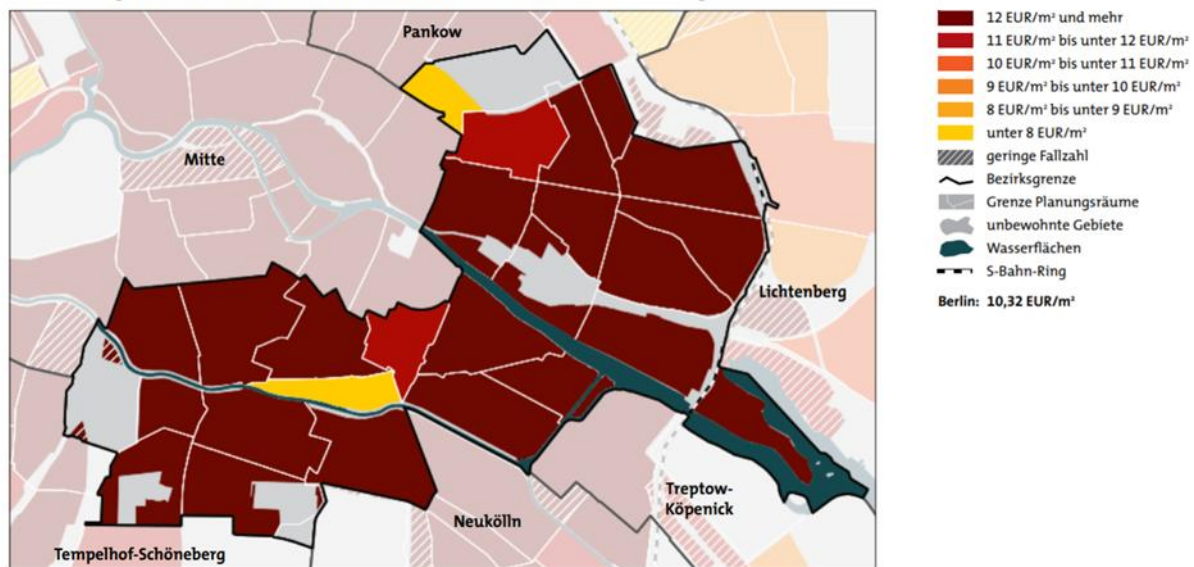 Pankow
Mitte
Lichtenberg
Treptow-
Köpenick
Neukölln
Tempelhof-Schöneberg
12 EUR/m² und mehr
11 EUR/m² bis unter 12 EUR/m²
10 EUR/m² bis unter 11 EUR/m²
9 EUR/m² bis unter 10 EUR/m²
8 EUR/m² bis unter 9 EUR/m²
unter 8 EUR/m²
geringe Fallzahl
Bezirksgrenze
Grenze Planungsräume
unbewohnte Gebiete
Wasserflächen
S-Bahn-Ring
Berlin: 10,32 EUR/m²